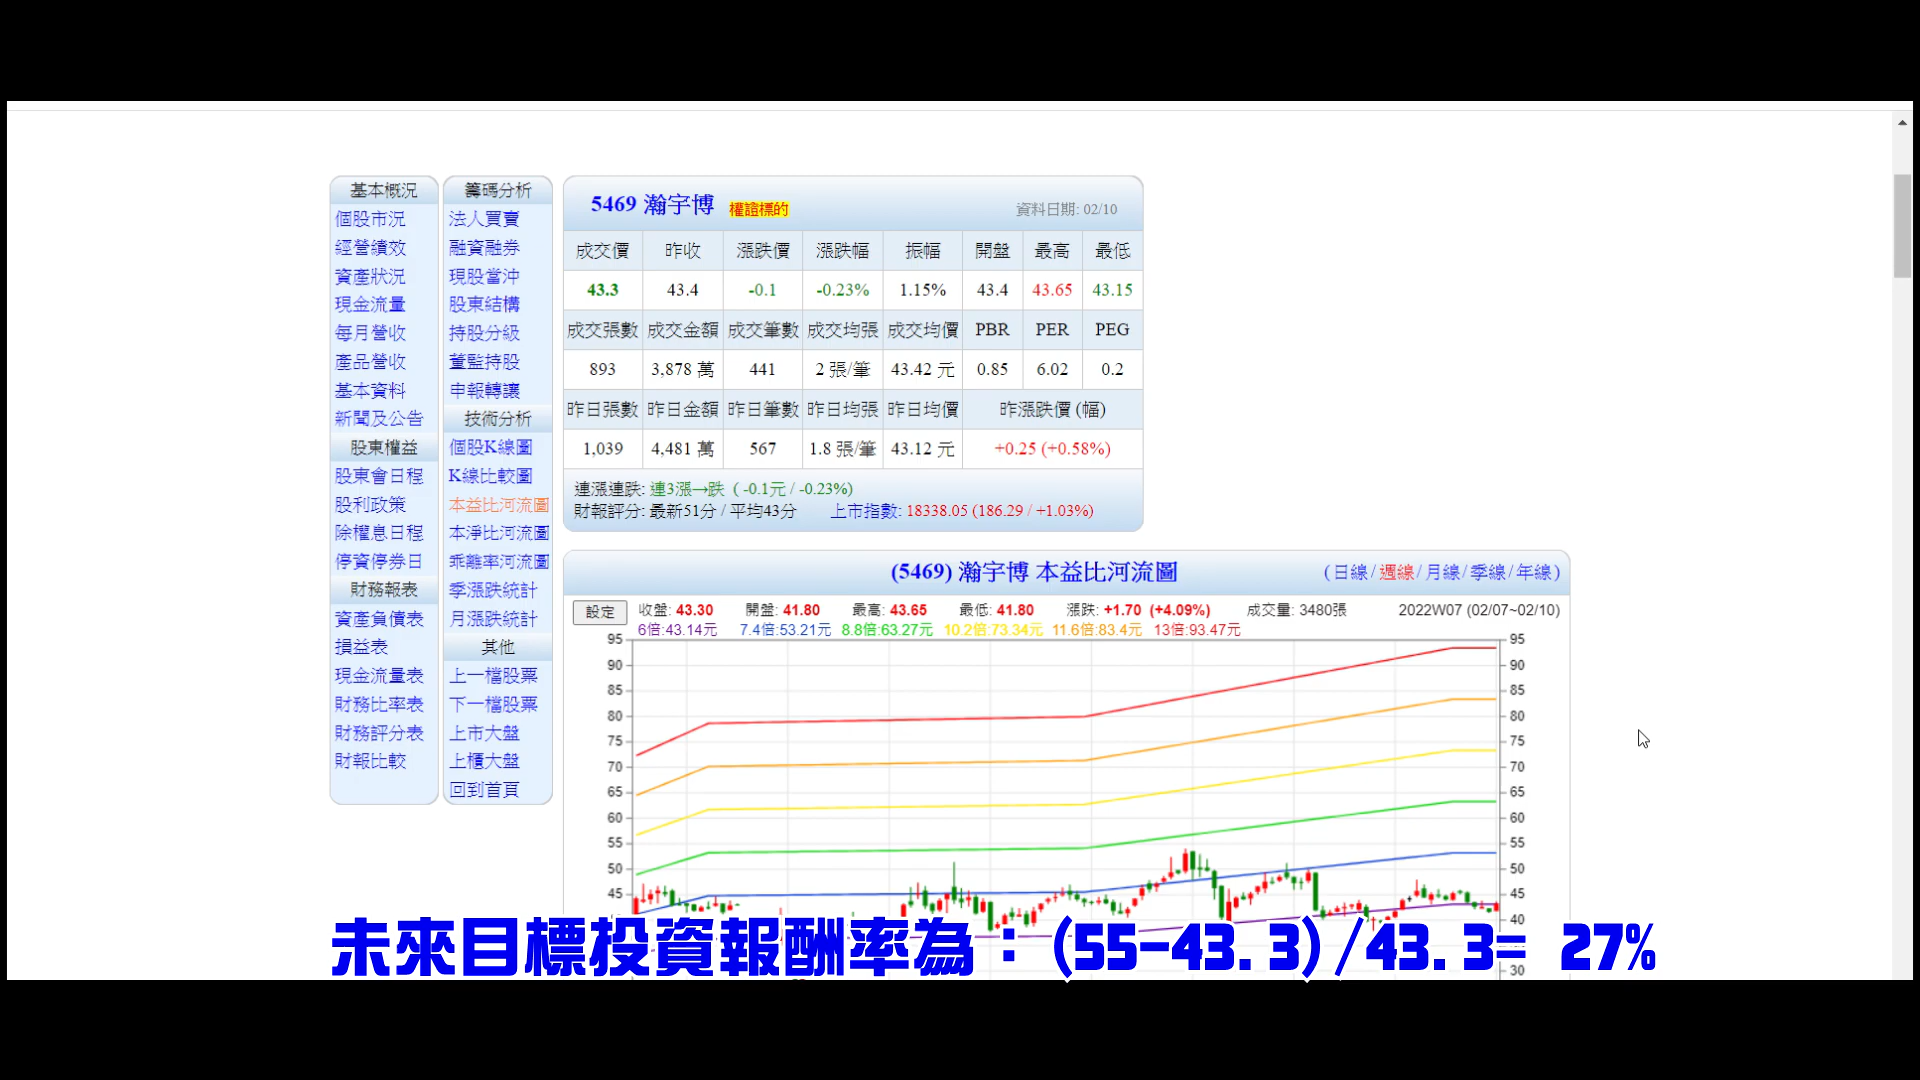 基本概況
個股市況
經營績效
資產狀況
現金流量
每月營收
產品營收
基本資料
新聞及公告
股東權益
股東會日程
股利政策
除權息日程
停資停券日
財務報表
資產負債表
損益表
現金流量表
財務比率表
財務評分表
財報比較
籌碼分析
法人買賣
融資融券
現股當沖
股東結構
持股分級
董監持股
申報轉讓
技術分析
個股K線圖
K線比較圖
本益比河流圖
本淨比河流圖
乖離率河流圖
季漲跌統計
月漲跌統計
其他
上一檔股票
下一檔股票
上市大盤
上櫃大盤
回到首頁
5469 瀚宇博 權證標的 資料日期: 02/10
成交價 昨收 漲跌價 漲跌幅 振幅 開盤 最高 最低
43.3 43.4 -0.1 -0.23% 1.15% 43.4 43.65 43.15
成交張數 成交金額 成交筆數 成交均張 成交均價 PBR PER PEG
893 3,878 萬 441 2 張/筆 43.42 元 0.85 6.02 0.2
昨日張數 昨日金額 昨日筆數 昨日均張 昨日均價 昨漲跌價 (幅)
1,039 4,481 萬 567 1.8 張/筆 43.12 元 +0.25 (+0.58%)
連漲連跌: 連3漲→跌 ( -0.1元 / -0.23%)
財報評分: 最新51分 / 平均43分 上市指數: 18338.05 (186.29 / +1.03%)
(5469) 瀚宇博 本益比河流圖 (日線/週線/月線/季線/年線)
設定 收盤: 43.30 開盤: 41.80 最高: 43.65 最低: 41.80 漲跌: +1.70 (+4.09%) 成交量: 3480張 2022W07 (02/07~02/10)
6倍:43.14元 7.4倍:53.21元 8.8倍:63.27元 10.2倍:73.34元 11.6倍:83.4元 13倍:93.47元
95 95
90 90
85 85
80 80
75 75
70 70
65 65
60 60
55 55
50 50
45 45
40
30
未來目標投資報酬率為：(55-43.3)/43.3= 27%